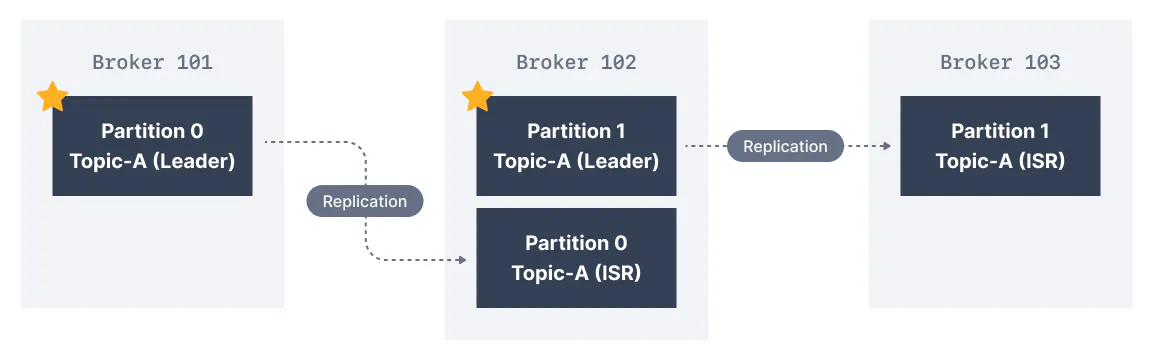 Broker 101
Partition 0
Topic-A (Leader)
Replication
Broker 102
Partition 1
Topic-A (Leader)
Partition 0
Topic-A (ISR)
Replication
Broker 103
Partition 1
Topic-A (ISR)